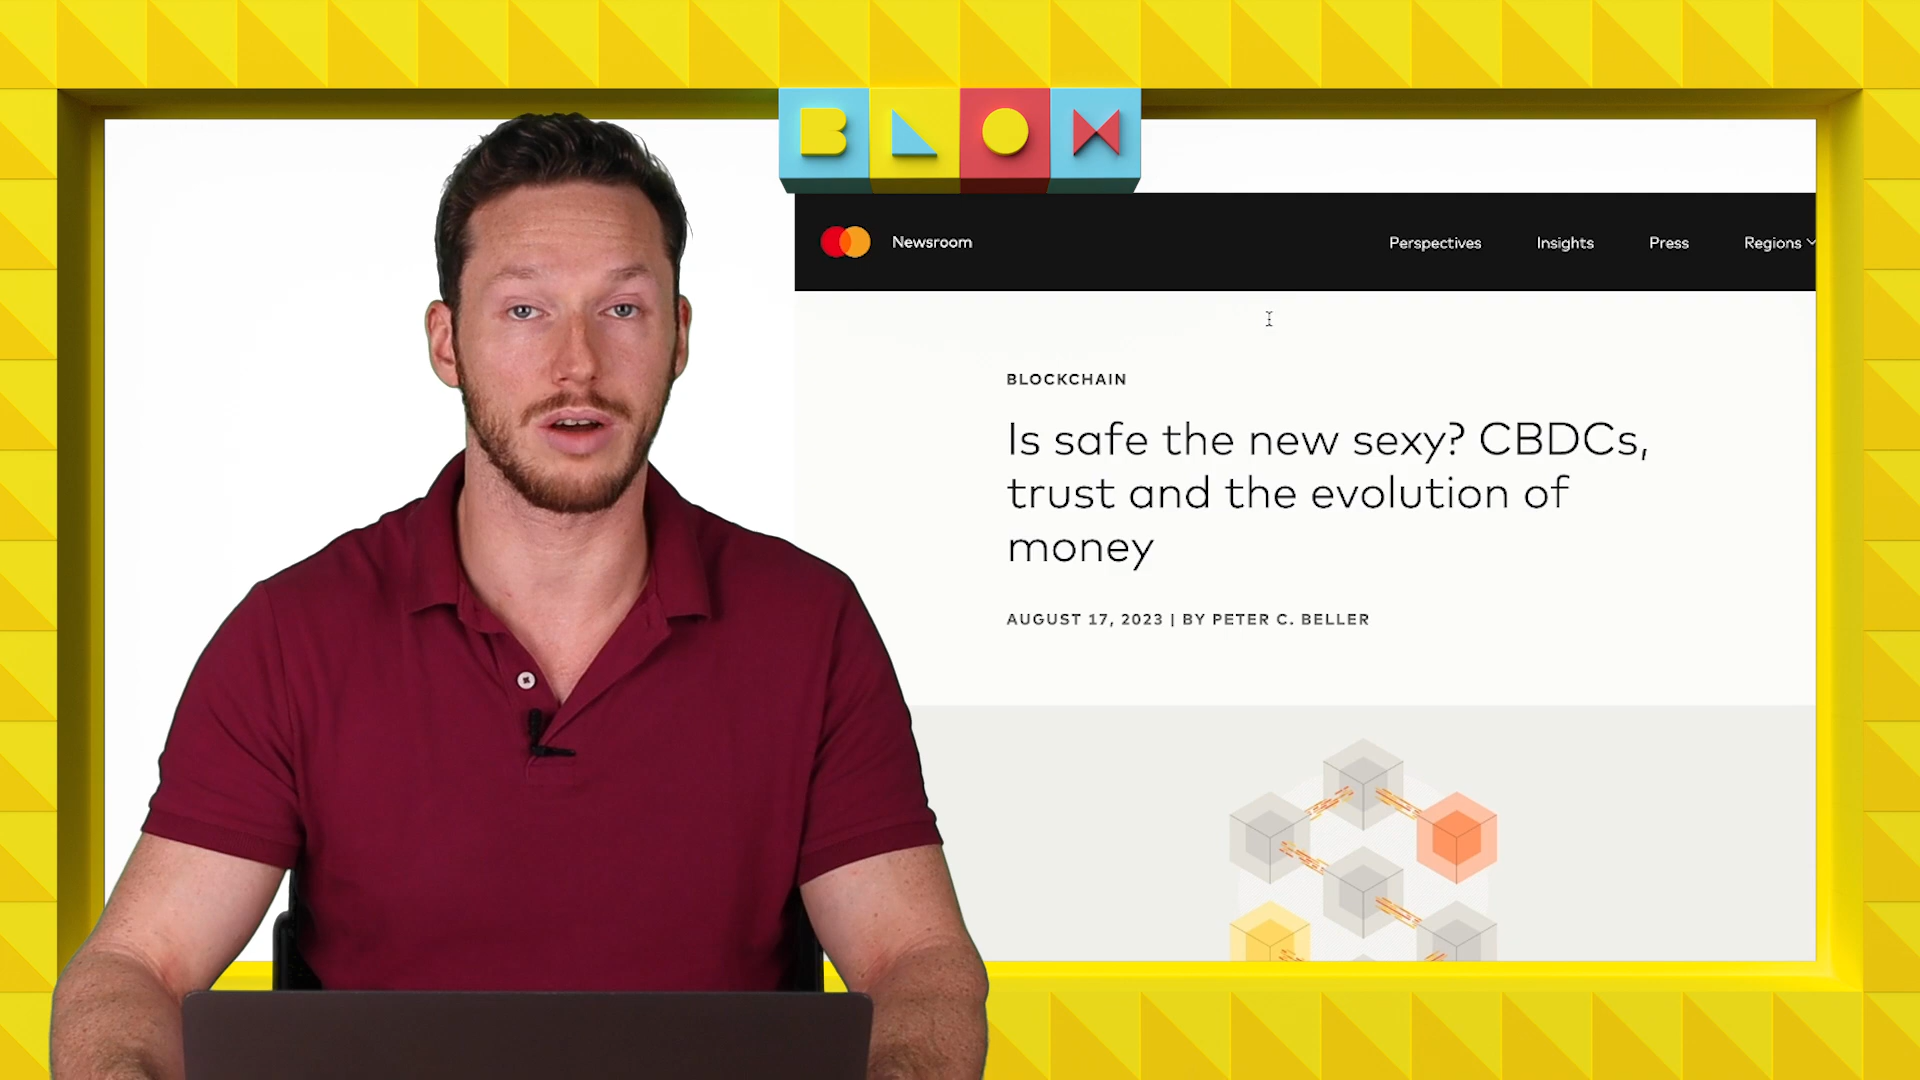 BLOX
Newsroom
Perspectives
Insights
Press
Regions
BLOCKCHAIN
Is safe the new sexy? CBDCs,
trust and the evolution of
money
AUGUST 17, 2023 | BY PETER C. BELLER